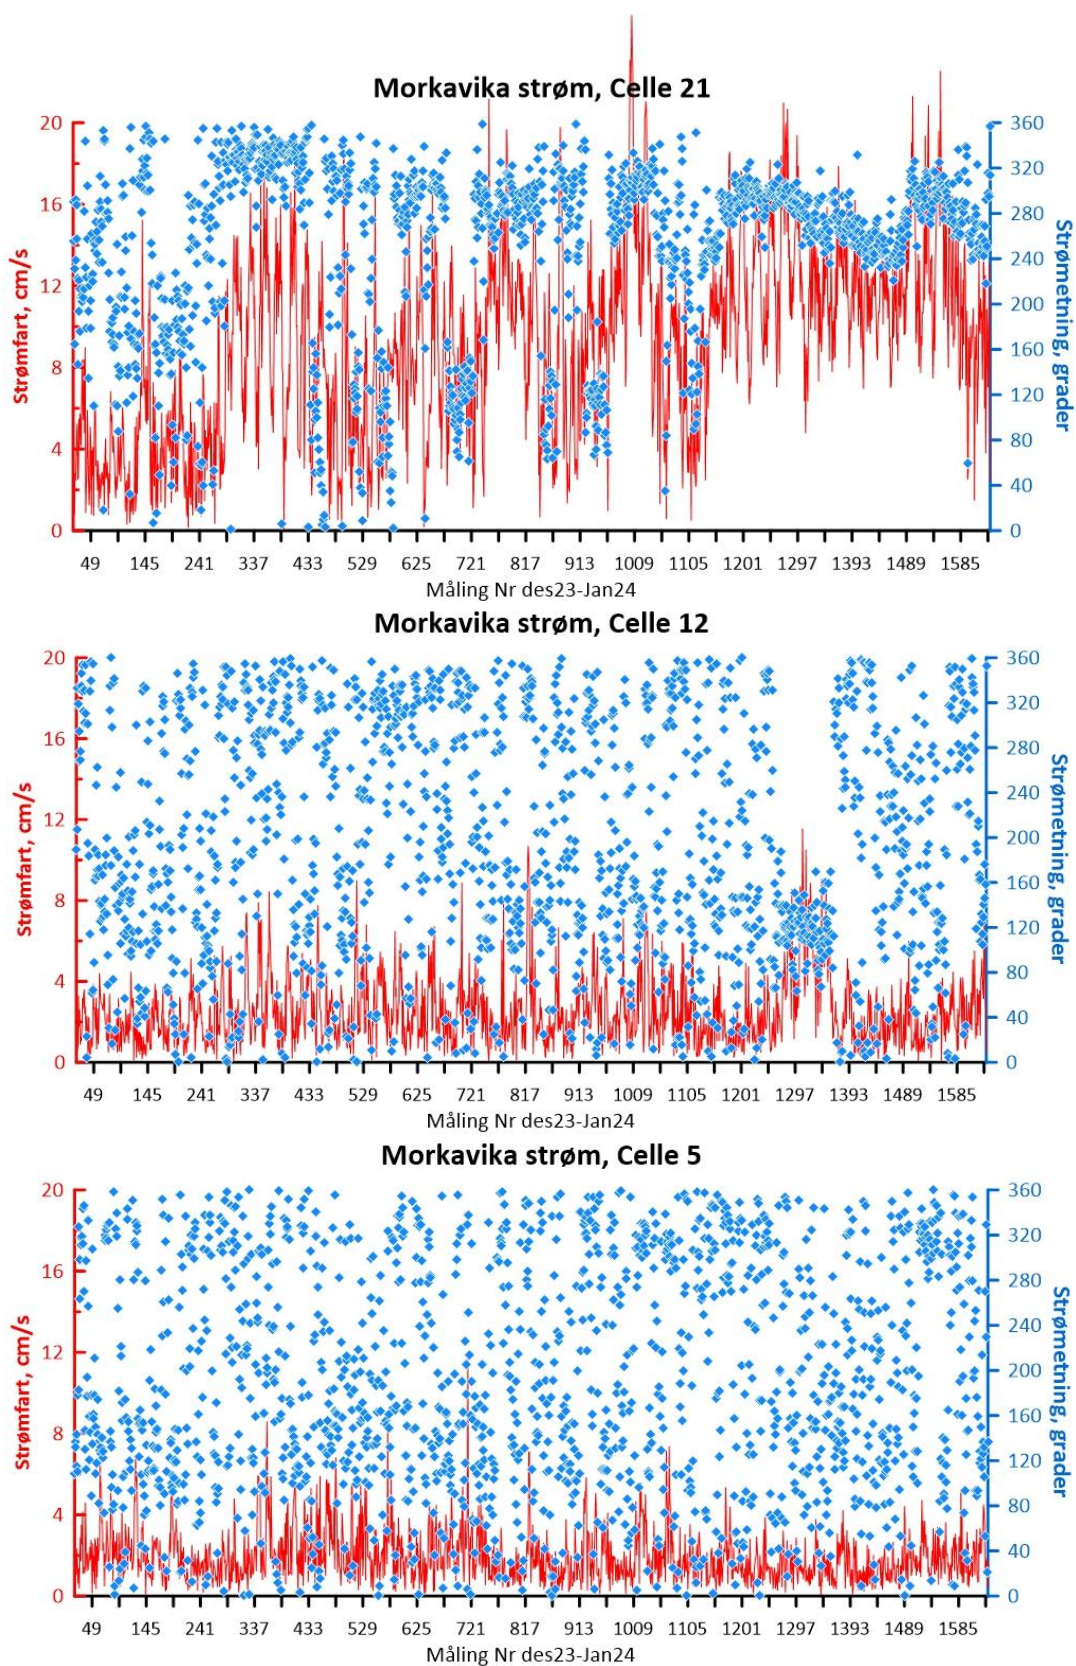 Morkavika strøm, Celle 21
20 16 12 8 4 0
Strømfart, cm/s
360 320 280 240 200 160 120 80 40 0
Strømetning, grader
49 145 241 337 433 529 625 721 817 913 1009 1105 1201 1297 1393 1489 1585
Måling Nr des23-Jan24
Morkavika strøm, Celle 12
20 16 12 8 4 0
Strømfart, cm/s
360 320 280 240 200 160 120 80 40 0
Strømetning, grader
49 145 241 337 433 529 625 721 817 913 1009 1105 1201 1297 1393 1489 1585
Måling Nr des23-Jan24
Morkavika strøm, Celle 5
20 16 12 8 4 0
Strømfart, cm/s
360 320 280 240 200 160 120 80 40 0
Strømetning, grader
49 145 241 337 433 529 625 721 817 913 1009 1105 1201 1297 1393 1489 1585
Måling Nr des23-Jan24